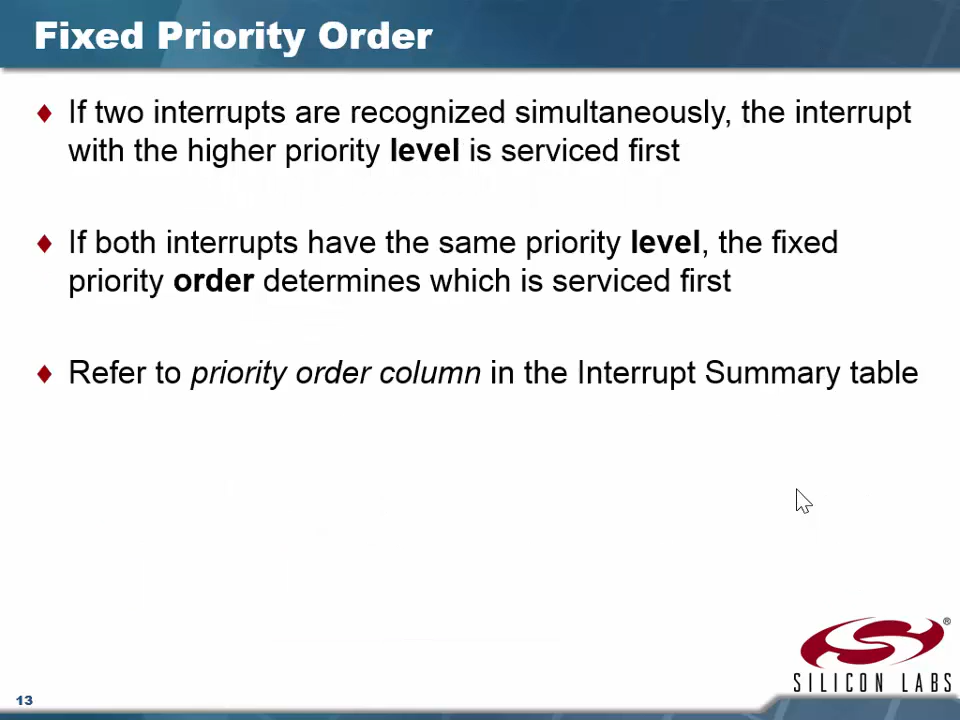 Fixed Priority Order
♦ If two interrupts are recognized simultaneously, the interrupt
with the higher priority level is serviced first
♦ If both interrupts have the same priority level, the fixed
priority order determines which is serviced first
♦ Refer to priority order column in the Interrupt Summary table
SILICON LABS
®
13